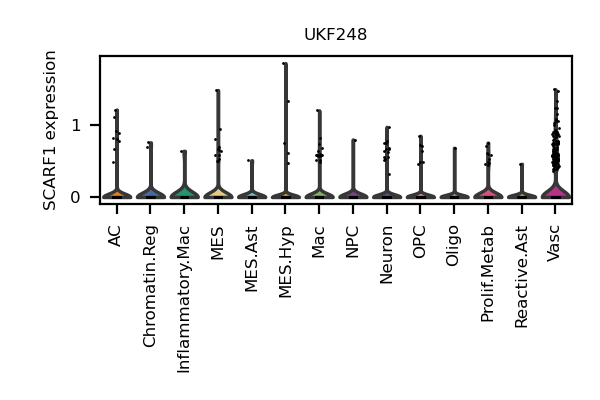 UKF248
SCARF1 expression
1
0
AC
Chromatin.Reg
Inflammatory.Mac
MES
MES.Ast
MES.Hyp
Mac
NPC
Neuron
OPC
Oligo
Prolif.Metab
Reactive.Ast
Vasc